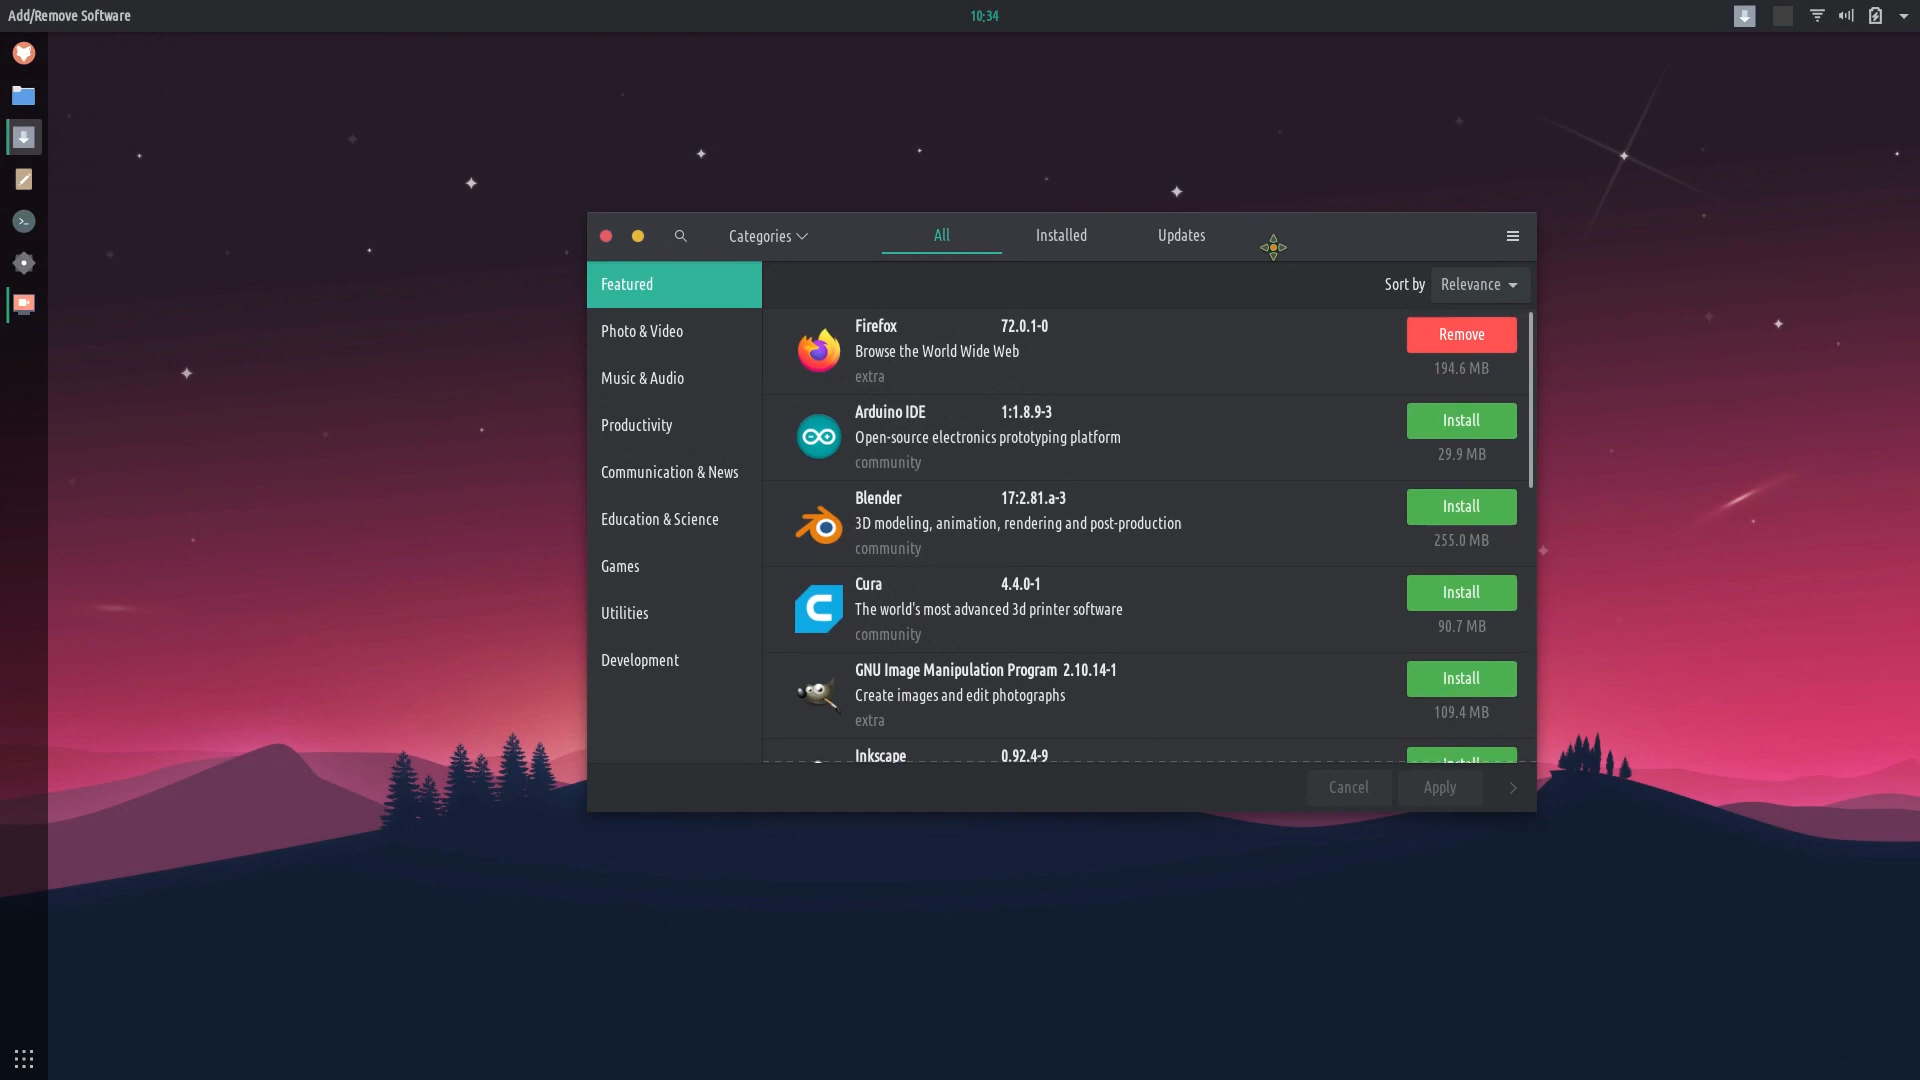 Add/Remove Software
10:34
Categories
All
Installed
Updates
Featured
Sort by
Relevance
Photo & Video
Music & Audio
Productivity
Communication & News
Education & Science
Games
Utilities
Development
Firefox 72.0.1-0
Browse the World Wide Web
extra
Remove
194.6 MB
Arduino IDE 1:1.8.9-3
Open-source electronics prototyping platform
community
Install
29.9 MB
Blender 17:2.81.a-3
3D modeling, animation, rendering and post-production
community
Install
255.0 MB
Cura 4.4.0-1
The world's most advanced 3d printer software
community
Install
90.7 MB
GNU Image Manipulation Program 2.10.14-1
Create images and edit photographs
extra
Install
109.4 MB
Inkscape 0.92.4-9
Install
Cancel
Apply